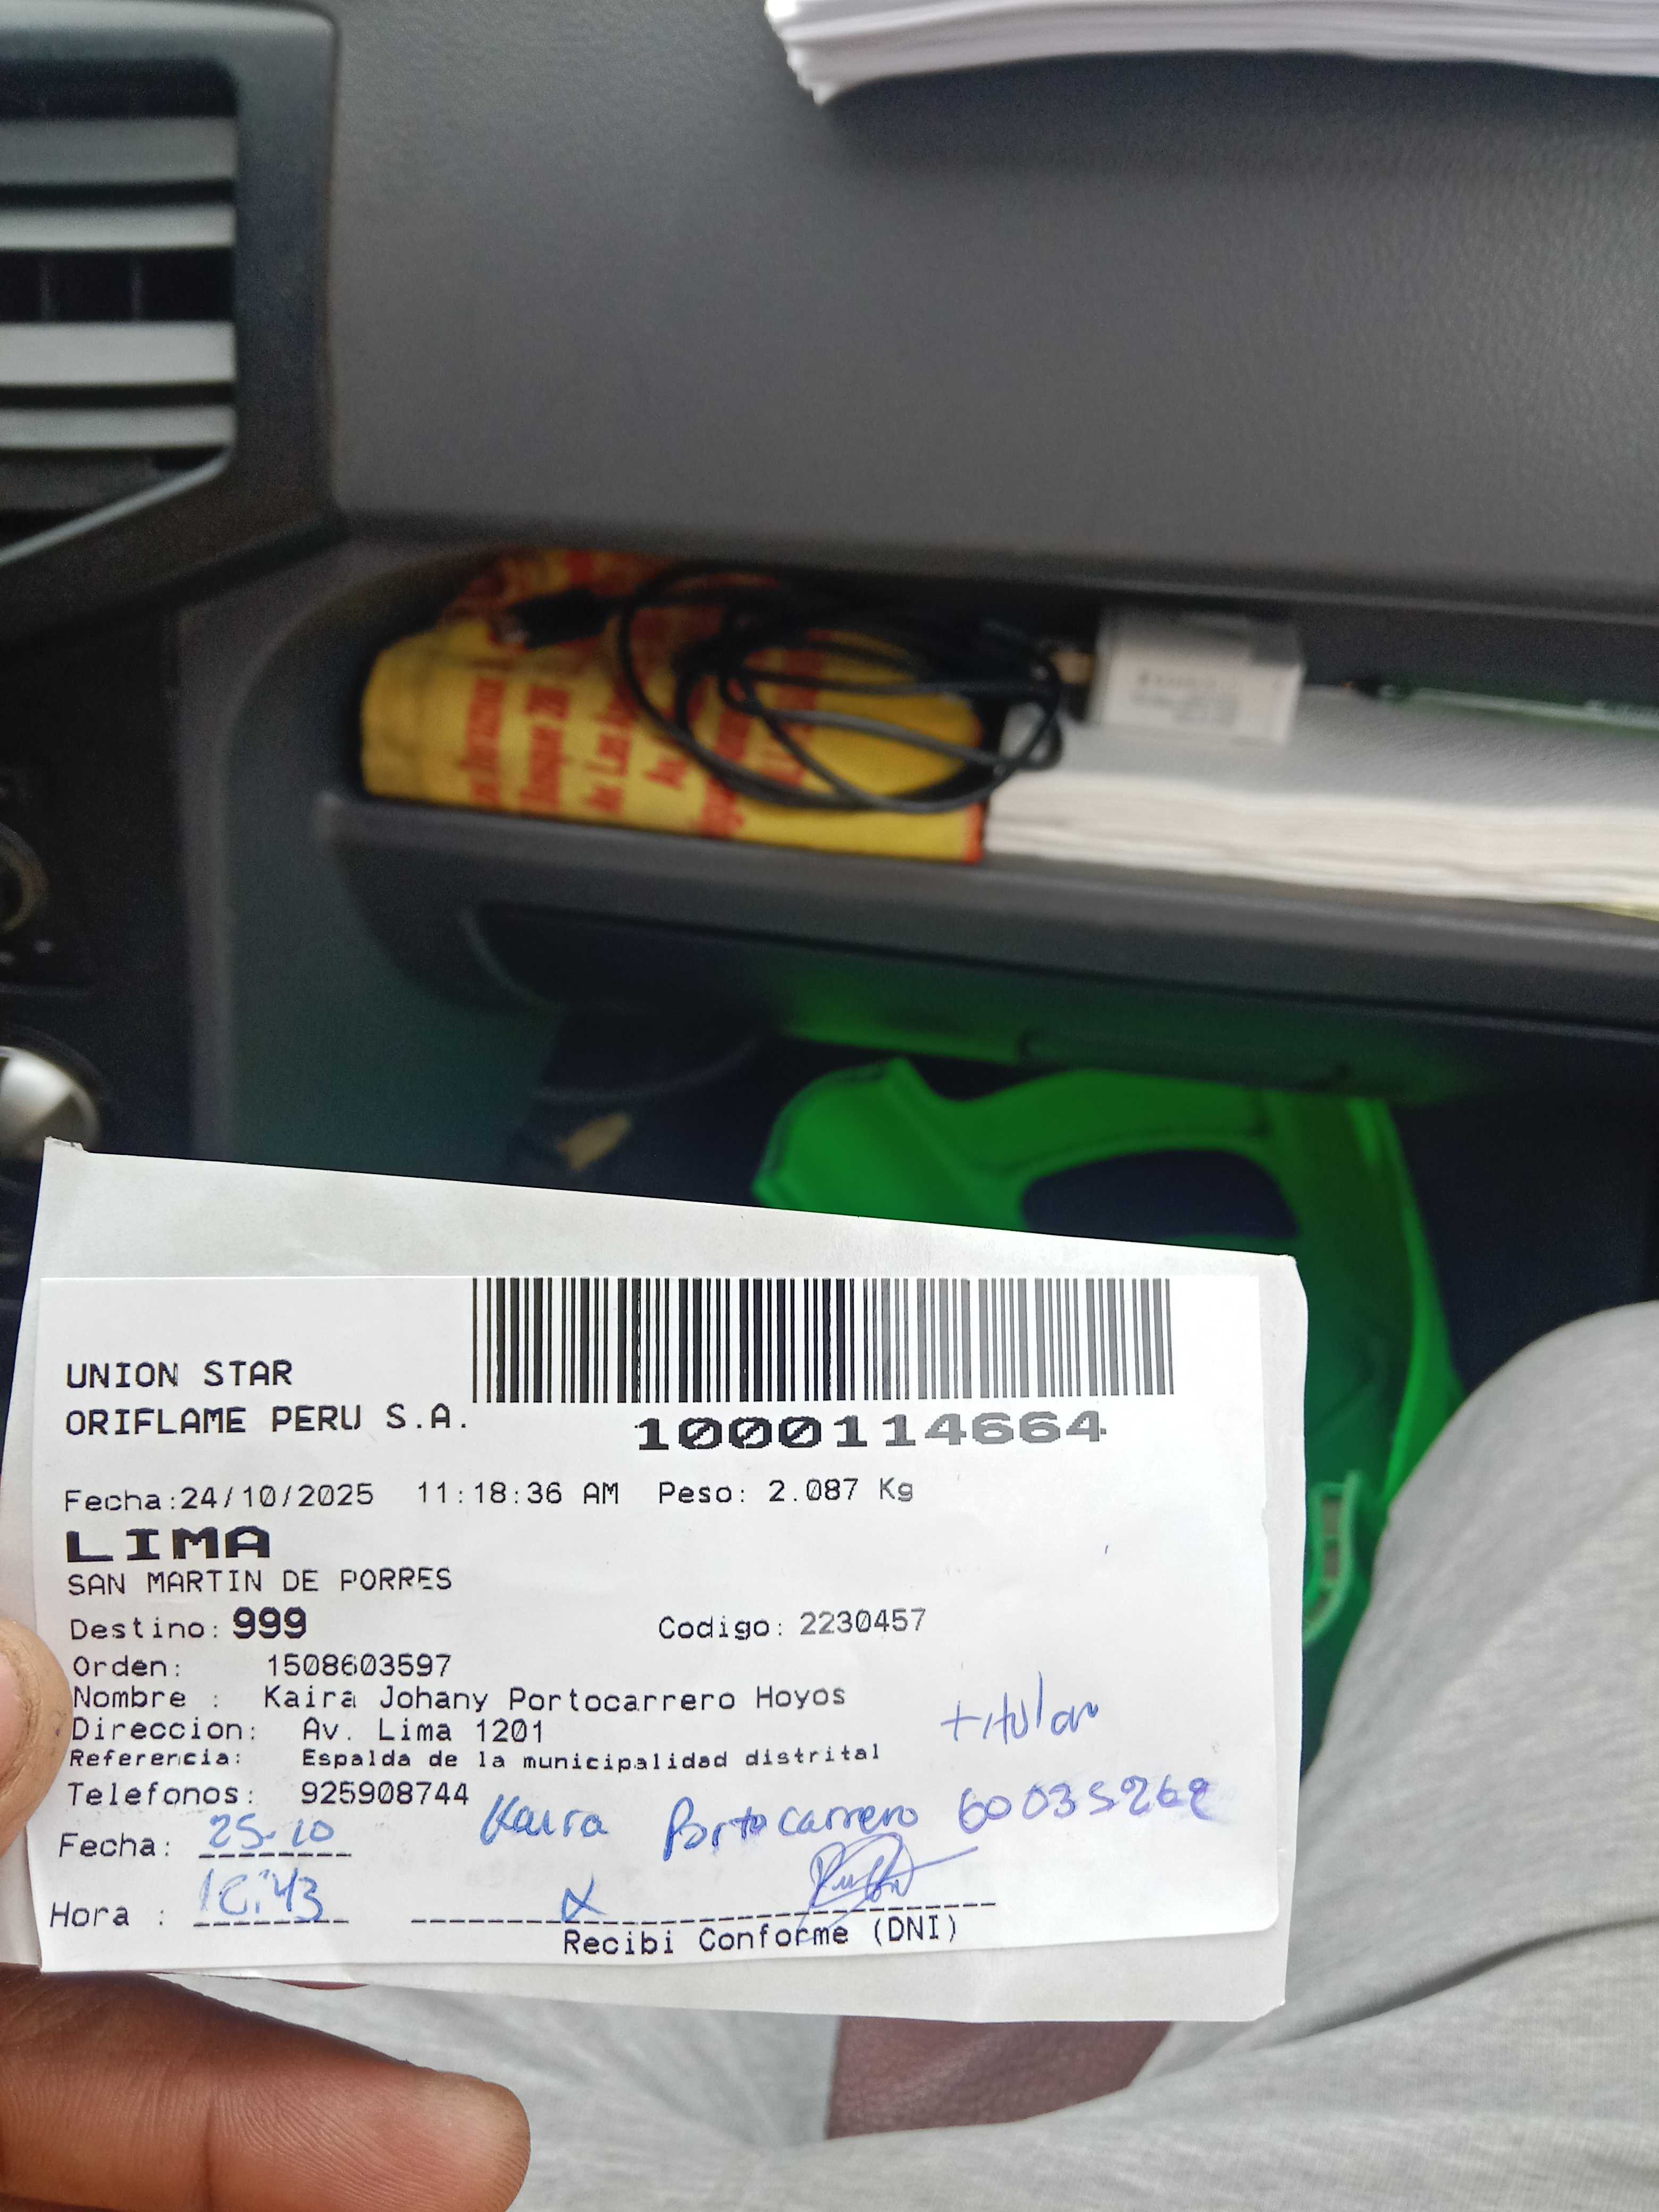 UNION STAR
ORIFLAME PERU S.A.
1000114664
Fecha:24/10/2025 11:18:36 AM Peso: 2.087 Kg
LIMA
SAN MARTIN DE PORRES
Destino: 999 Codigo: 2230457
Orden: 1508603597
Nombre : Kaira Johany Portocarrero Hoyos
titular
Direccion: Av. Lima 1201
Referencia: Espalda de la municipalidad distrital
Telefonos: 925908744
Kaira Portocarrero
Fecha: 25-10
Hora :
Recibi Conforme (DNI)